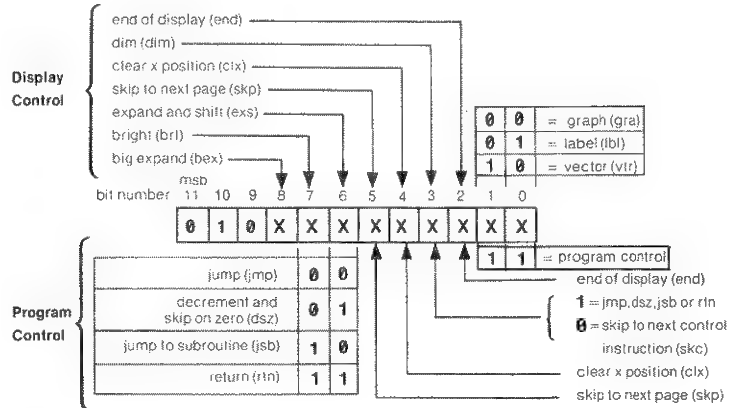 end of display (end)
dim (dim)
clear x position (clx)
skip to next page (skp)
expand and shift (exs)
bright (bri)
big expand (bex)
Display
Control
0 0 = graph (gra)
0 1 = label (lbl)
1 0 = vector (vtr)
msb
bit number 11 10 9 8 7 6 5 4 3 2 1 0
0 1 0 X X X X X X X X X
1 1 = program control
Program
Control
jump (jmp) 0 0
decrement and
skip on zero (dsz) 0 1
jump to subroutine (jsb) 1 0
return (rtn) 1 1
end of display (end)
1 = jmp, dsz, jsb or rtn
0 = skip to next control
instruction (skc)
clear x position (clx)
skip to next page (skp)